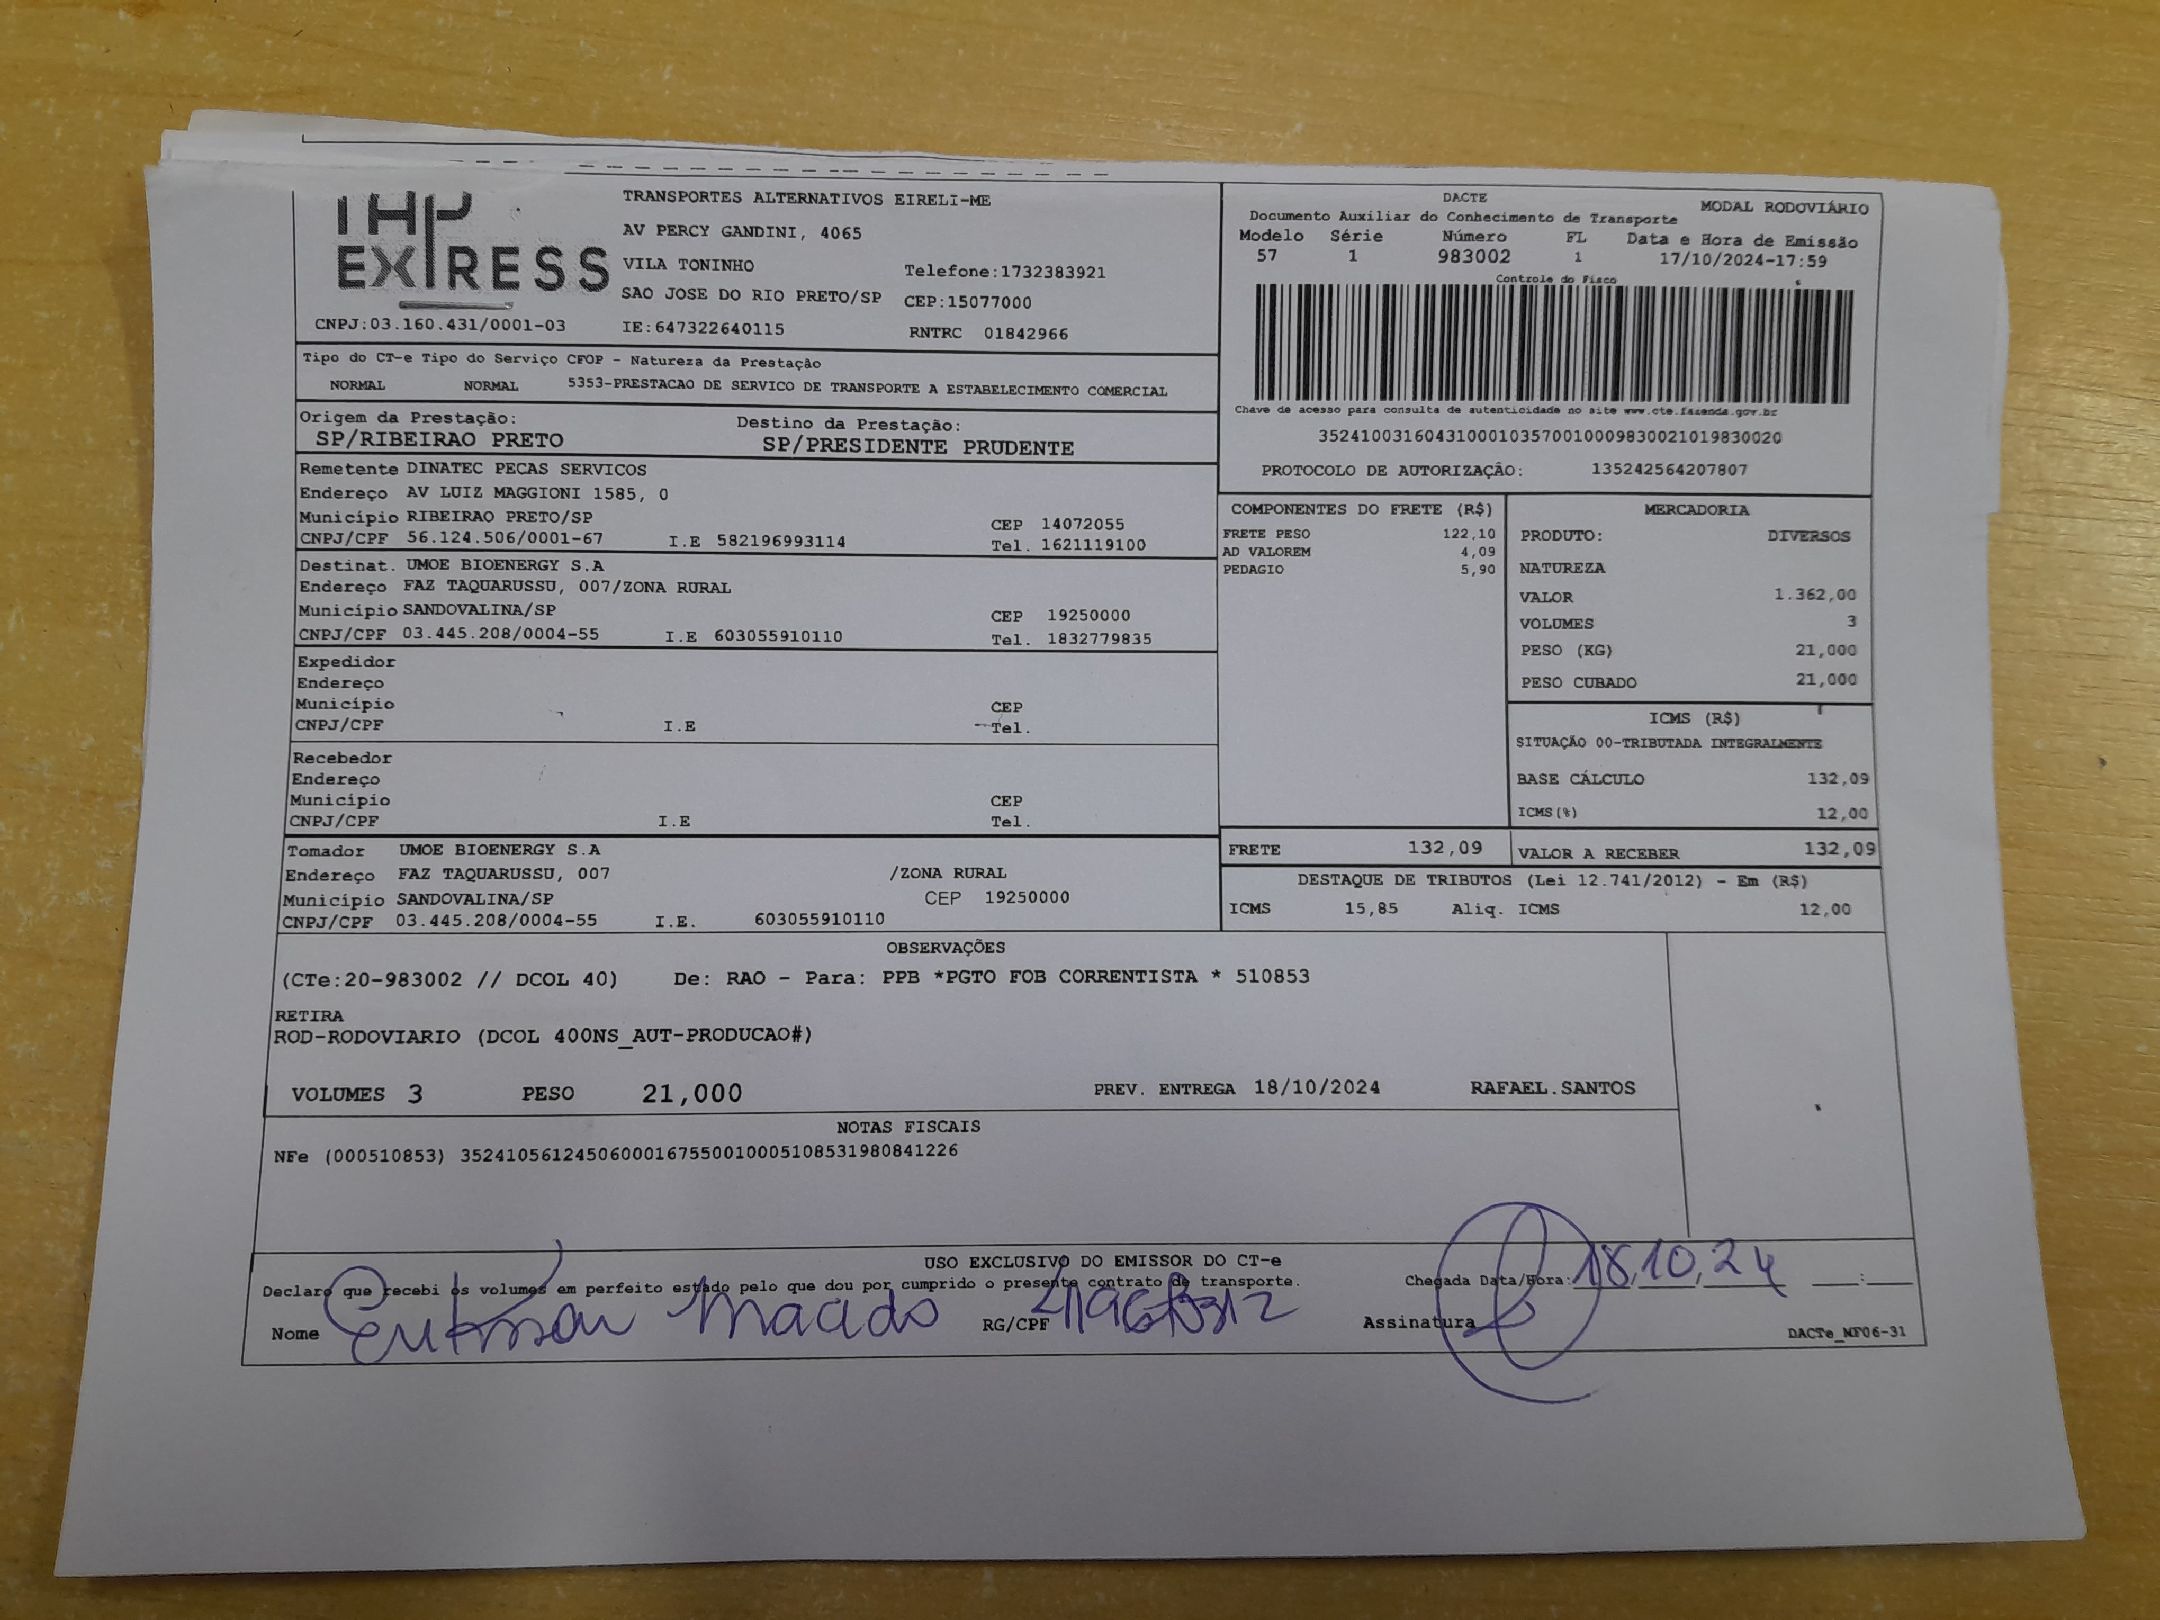 THP
EXPRESS
TRANSPORTES ALTERNATIVOS EIRELI-ME
AV PERCY GANDINI, 4065
VILA TONINHO Telefone:1732383921
SAO JOSE DO RIO PRETO/SP CEP:15077000
CNPJ:03.160.431/0001-03 IE:647322640115 RNTRC 01842966
DACTE MODAL RODOVIÁRIO
Documento Auxiliar do Conhecimento de Transporte
Modelo Série Número FL Data e Hora de Emissão
57 1 983002 1 17/10/2024-17:59
Controle do Fisco
Chave de acesso para consulta de autenticidade no site www.cte.fazenda.gov.br
35241003160431000103570010009830021019830020
PROTOCOLO DE AUTORIZAÇÃO: 135242564207807
Tipo do CT-e Tipo do Serviço CFOP - Natureza da Prestação
NORMAL NORMAL 5353-PRESTACAO DE SERVICO DE TRANSPORTE A ESTABELECIMENTO COMERCIAL
Origem da Prestação: Destino da Prestação:
SP/RIBEIRAO PRETO SP/PRESIDENTE PRUDENTE
Remetente DINATEC PECAS SERVICOS
Endereço AV LUIZ MAGGIONI 1585, 0
Município RIBEIRAO PRETO/SP CEP 14072055
CNPJ/CPF 56.124.506/0001-67 I.E 582196993114 Tel. 1621119100
Destinat. UMOE BIOENERGY S.A
Endereço FAZ TAQUARUSSU, 007/ZONA RURAL
Município SANDOVALINA/SP CEP 19250000
CNPJ/CPF 03.445.208/0004-55 I.E 603055910110 Tel. 1832779835
Expedidor
Endereço
Município CEP
CNPJ/CPF I.E Tel.
Recebedor
Endereço
Município CEP
CNPJ/CPF I.E Tel.
Tomador UMOE BIOENERGY S.A
Endereço FAZ TAQUARUSSU, 007 /ZONA RURAL
Município SANDOVALINA/SP CEP 19250000
CNPJ/CPF 03.445.208/0004-55 I.E. 603055910110
COMPONENTES DO FRETE (R$)
FRETE PESO 122,10
AD VALOREM 4,09
PEDAGIO 5,90
MERCADORIA
PRODUTO: DIVERSOS
NATUREZA
VALOR 1.362,00
VOLUMES 3
PESO (KG) 21,000
PESO CUBADO 21,000
ICMS (R$)
SITUAÇÃO 00-TRIBUTADA INTEGRALMENTE
BASE CÁLCULO 132,09
ICMS(%) 12,00
FRETE 132,09 VALOR A RECEBER 132,09
DESTAQUE DE TRIBUTOS (Lei 12.741/2012) - Em (R$)
ICMS 15,85 Aliq. ICMS 12,00
OBSERVAÇÕES
(CTe:20-983002 // DCOL 40) De: RAO - Para: PPB *PGTO FOB CORRENTISTA * 510853
RETIRA
ROD-RODOVIARIO (DCOL 400NS_AUT-PRODUCAO#)
VOLUMES 3 PESO 21,000 PREV. ENTREGA 18/10/2024 RAFAEL.SANTOS
NOTAS FISCAIS
NFe (000510853) 35241056124506000167550010005108531980841226
USO EXCLUSIVO DO EMISSOR DO CT-e
Declaro que recebi os volumes em perfeito estado pelo que dou por cumprido o presente contrato de transporte. Chegada Data/Hora: 18.10.24 :
Nome RG/CPF Assinatura
DACTe_NF06-31